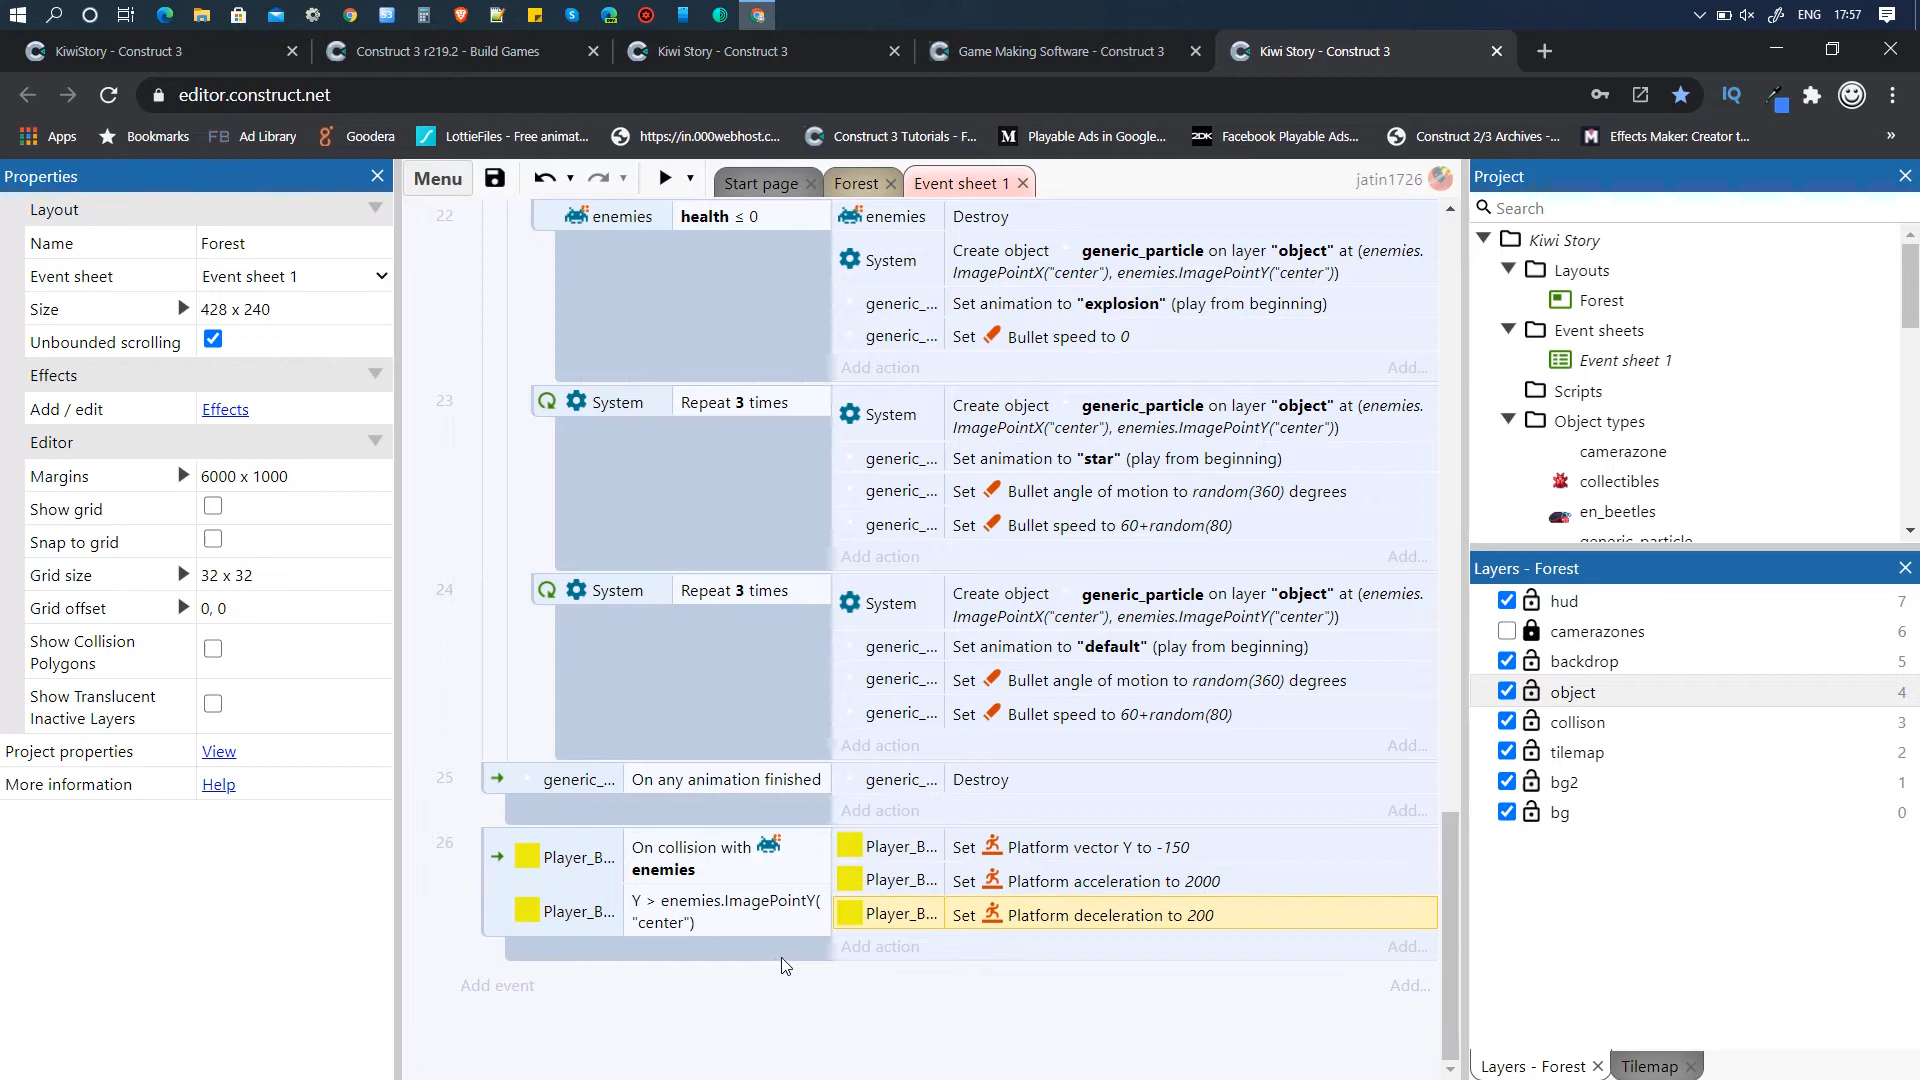 ENG 17:57
KiwiStory - Construct 3
Construct 3 r219.2 - Build Games
Kiwi Story - Construct 3
Game Making Software - Construct 3
Kiwi Story - Construct 3
editor.construct.net
IQ
Apps
Bookmarks
FB Ad Library
Goodera
LottieFiles - Free animat...
https://in.000webhost.c...
Construct 3 Tutorials - F...
M Playable Ads in Google...
2DK Facebook Playable Ads...
Construct 2/3 Archives -...
M Effects Maker: Creator t...
»
Properties
Layout
Name Forest
Event sheet Event sheet 1
Size 428 x 240
Unbounded scrolling
Effects
Add / edit Effects
Editor
Margins 6000 x 1000
Show grid
Snap to grid
Grid size 32 x 32
Grid offset 0, 0
Show Collision
Polygons
Show Translucent
Inactive Layers
Project properties View
More information Help
Menu
Start page
Forest
Event sheet 1
jatin1726
22 enemies health ≤ 0 enemies Destroy
System Create object generic_particle on layer "object" at (enemies.
ImagePointX("center"), enemies.ImagePointY("center"))
generic_... Set animation to "explosion" (play from beginning)
generic_... Set Bullet speed to 0
Add action Add...
23 System Repeat 3 times System Create object generic_particle on layer "object" at (enemies.
ImagePointX("center"), enemies.ImagePointY("center"))
generic_... Set animation to "star" (play from beginning)
generic_... Set Bullet angle of motion to random(360) degrees
generic_... Set Bullet speed to 60+random(80)
Add action Add...
24 System Repeat 3 times System Create object generic_particle on layer "object" at (enemies.
ImagePointX("center"), enemies.ImagePointY("center"))
generic_... Set animation to "default" (play from beginning)
generic_... Set Bullet angle of motion to random(360) degrees
generic_... Set Bullet speed to 60+random(80)
Add action Add...
25 generic_... On any animation finished generic_... Destroy
Add action Add...
26 Player_B... On collision with enemies Player_B... Set Platform vector Y to -150
Player_B... Set Platform acceleration to 2000
Player_B... Y > enemies.ImagePointY(
"center") Player_B... Set Platform deceleration to 200
Add action Add...
Add event Add...
Project
Search
Kiwi Story
Layouts
Forest
Event sheets
Event sheet 1
Scripts
Object types
camerazone
collectibles
en_beetles
generic_particle
Layers - Forest
hud 7
camerazones 6
backdrop 5
object 4
collison 3
tilemap 2
bg2 1
bg 0
Layers - Forest
Tilemap